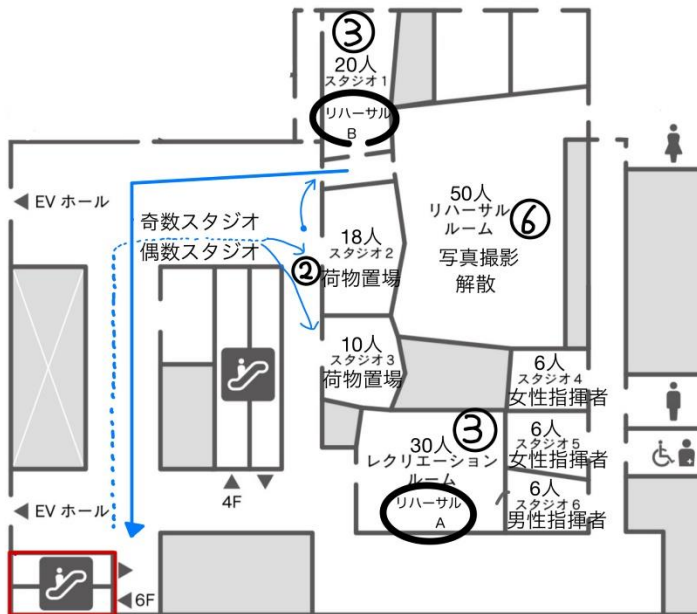 ③
20人
スタジオ1
リハーサル
B
EV ホール
奇数スタジオ
偶数スタジオ
②
18人
スタジオ2
荷物置場
50人
リハーサル
ルーム
⑥
写真撮影
解散
10人
スタジオ3
荷物置場
6人
スタジオ4
女性指揮者
③
30人
レクリエーション
ルーム
リハーサル
A
6人
スタジオ5
女性指揮者
6人
スタジオ6
男性指揮者
4F
EV ホール
6F